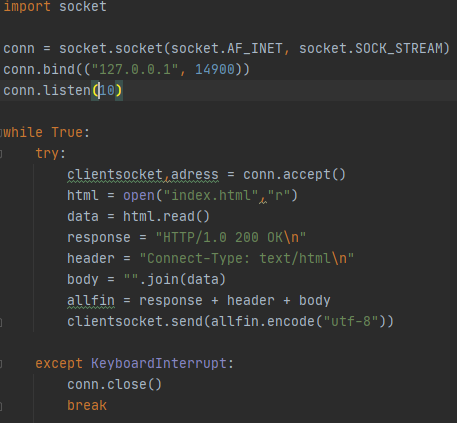 import socket
conn = socket.socket(socket.AF_INET, socket.SOCK_STREAM)
conn.bind(("127.0.0.1", 14900))
conn.listen(10)
while True:
    try:
        clientsocket,adress = conn.accept()
        html = open("index.html","r")
        data = html.read()
        response = "HTTP/1.0 200 OK\n"
        header = "Connect-Type: text/html\n"
        body = "".join(data)
        allfin = response + header + body
        clientsocket.send(allfin.encode("utf-8"))
    except KeyboardInterrupt:
        conn.close()
        break